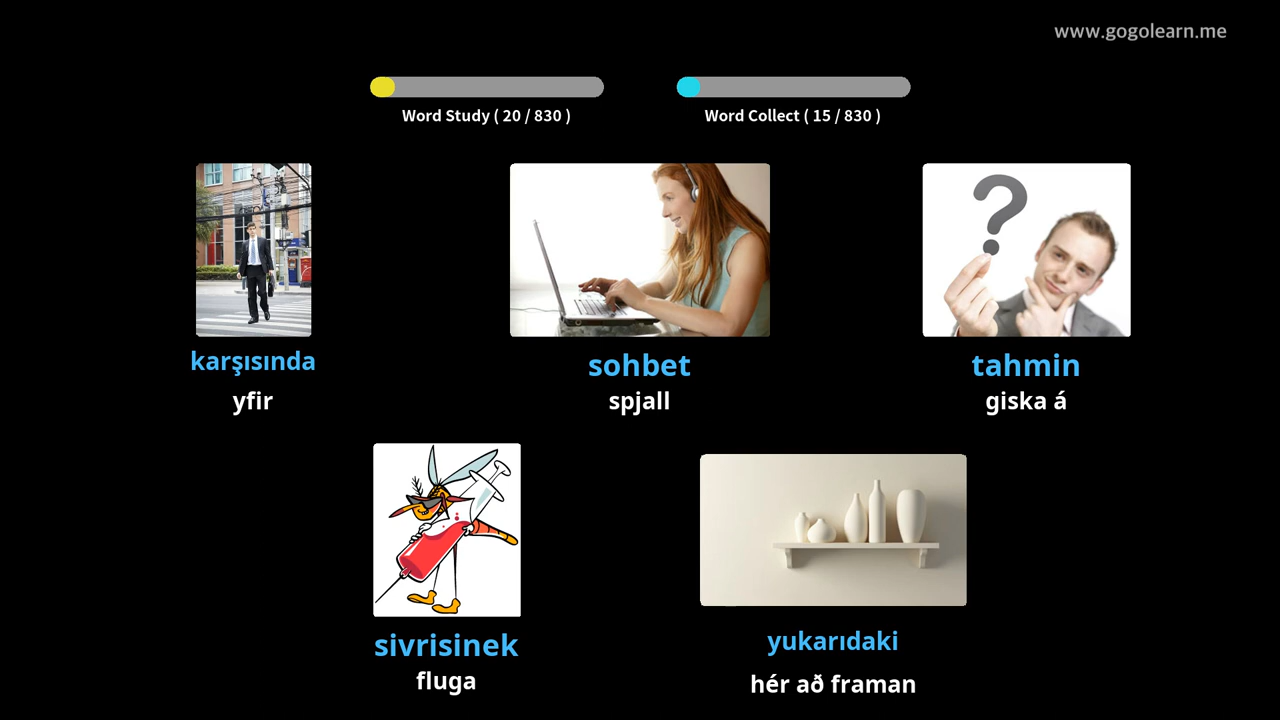 www.gogolearn.me
Word Study ( 20 / 830 )
Word Collect ( 15 / 830 )
karşısında
yfir
sohbet
spjall
tahmin
giska á
sivrisinek
fluga
yukarıdaki
hér að framan